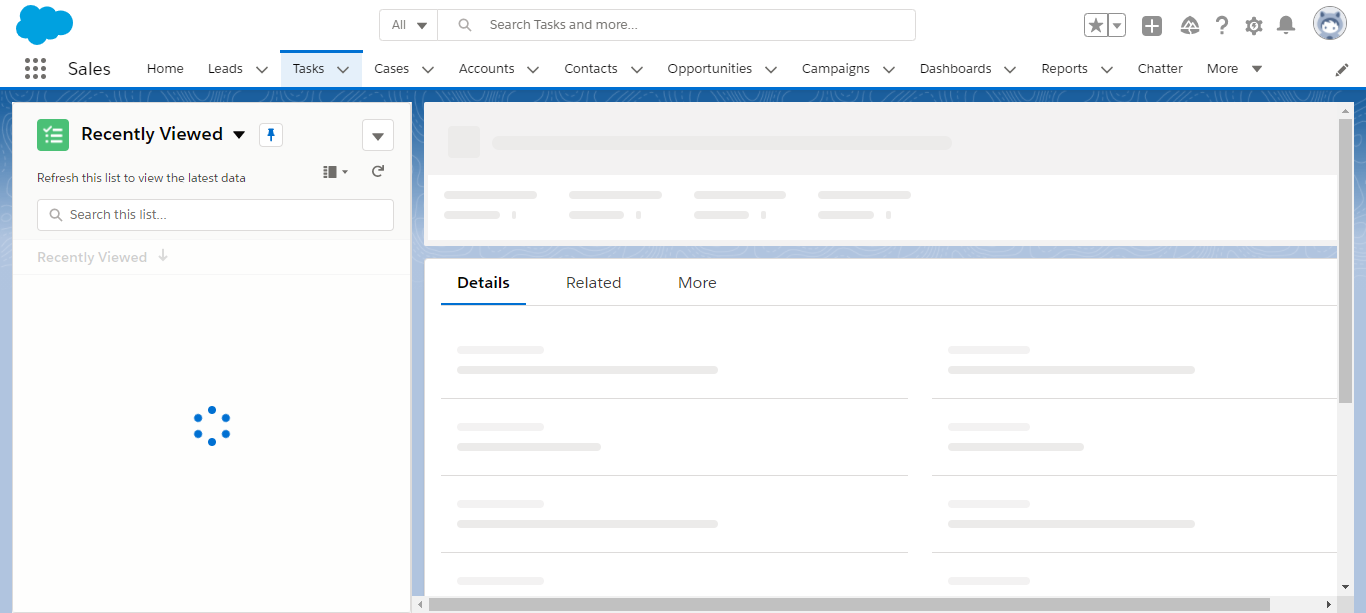 All
Search Tasks and more...
Sales
Home
Leads
Tasks
Cases
Accounts
Contacts
Opportunities
Campaigns
Dashboards
Reports
Chatter
More
Recently Viewed
Refresh this list to view the latest data
Search this list...
Recently Viewed
Details
Related
More